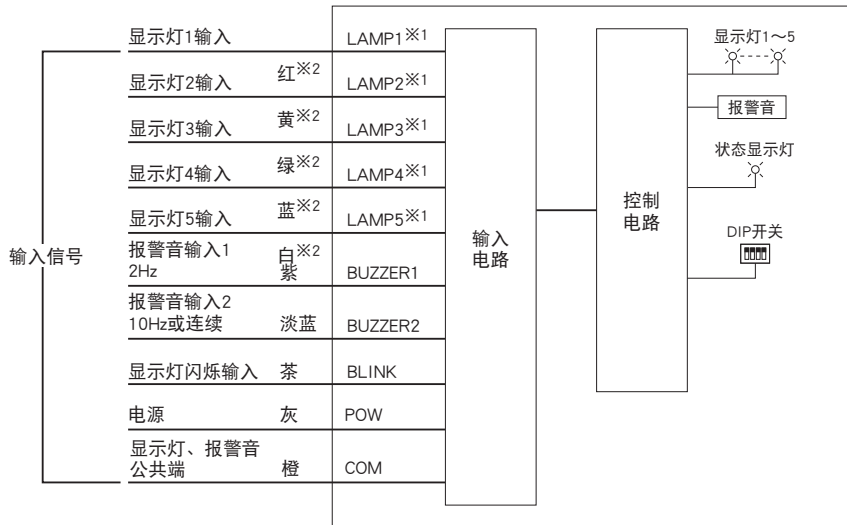 显示灯1输入 LAMP1※1
显示灯2输入 红※2 LAMP2※1
显示灯3输入 黄※2 LAMP3※1
显示灯4输入 绿※2 LAMP4※1
显示灯5输入 蓝※2 LAMP5※1
报警音输入1 白※2
2Hz 紫 BUZZER1
报警音输入2
10Hz或连续 淡蓝 BUZZER2
显示灯闪烁输入 茶 BLINK
电源 灰 POW
显示灯、报警音
公共端 橙 COM
输入信号
输入
电路
控制
电路
显示灯1～5
报警音
状态显示灯
DIP开关